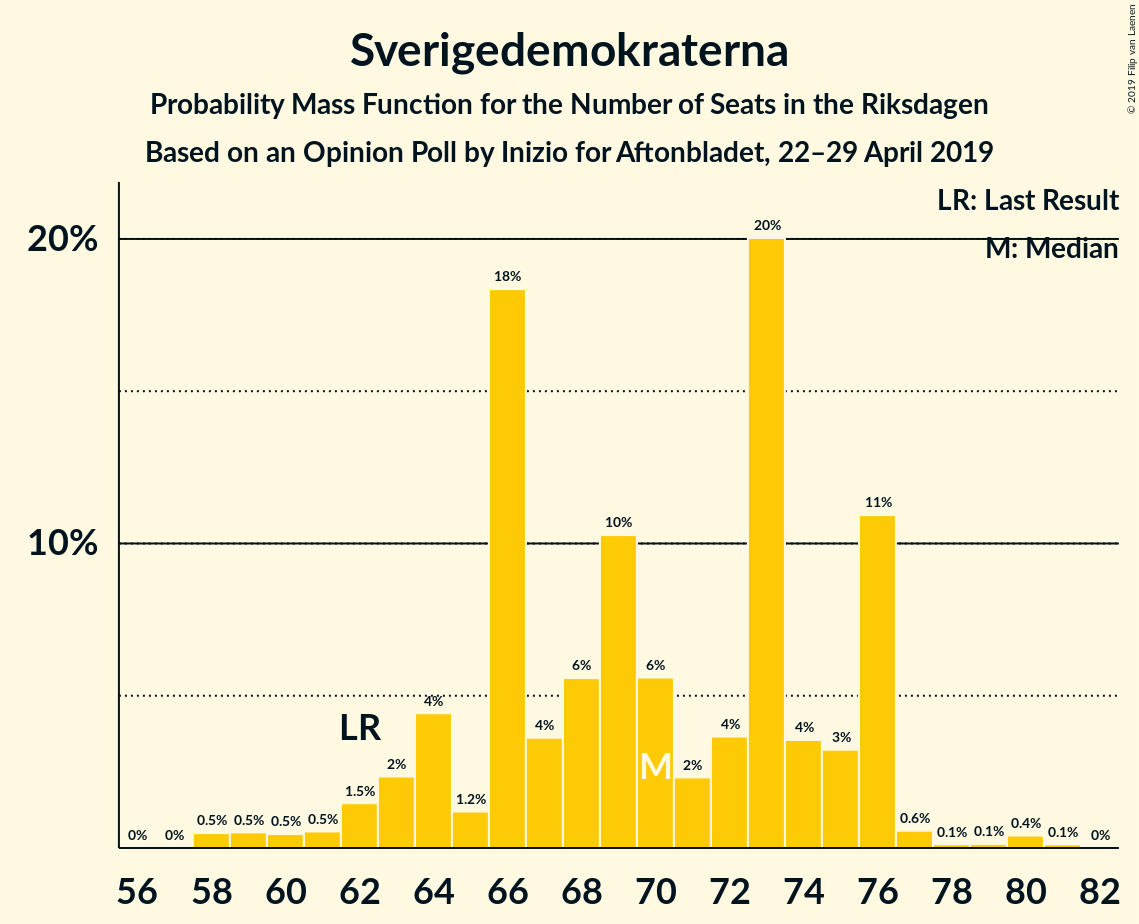 © 2019 Filip van Laenen
Sverigedemokraterna
Probability Mass Function for the Number of Seats in the Riksdagen
Based on an Opinion Poll by Inizio for Aftonbladet, 22–29 April 2019
LR: Last Result
M: Median
20%
10%
0% 0% 0.5% 0.5% 0.5% 0.5% 1.5% 2% 4% 1.2% 18% 4% 6% 10% 6% 2% 4% 20% 4% 3% 11% 0.6% 0.1% 0.1% 0.4% 0.1% 0%
LR
M
56 58 60 62 64 66 68 70 72 74 76 78 80 82